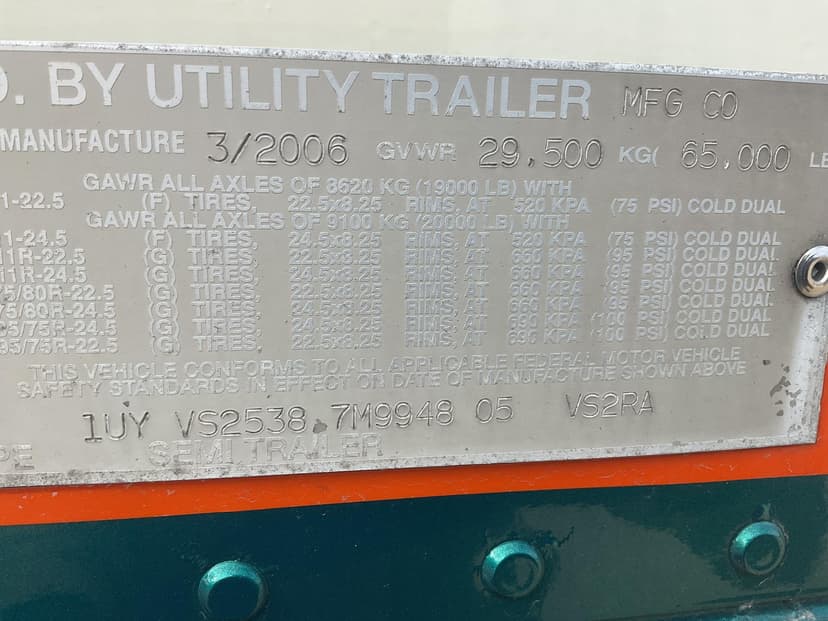 D. BY UTILITY TRAILER MFG CO
MANUFACTURE 3/2006 GVWR 29,500 KG( 65,000 LB
GAWR ALL AXLES OF 8620 KG (19000 LB) WITH
1-22.5 (F) TIRES, 22.5x8.25 RIMS, AT 520 KPA (75 PSI) COLD DUAL
GAWR ALL AXLES OF 9100 KG (20000 LB) WITH
1-24.5 (F) TIRES, 24.5x8.25 RIMS, AT 520 KPA (75 PSI) COLD DUAL
11R-22.5 (G) TIRES, 22.5x8.25 RIMS, AT 660 KPA (95 PSI) COLD DUAL
11R-24.5 (G) TIRES, 24.5x8.25 RIMS, AT 660 KPA (95 PSI) COLD DUAL
5/80R-22.5 (G) TIRES, 22.5x8.25 RIMS, AT 660 KPA (95 PSI) COLD DUAL
75/80R-24.5 (G) TIRES, 24.5x8.25 RIMS, AT 660 KPA (95 PSI) COLD DUAL
85/75R-24.5 (G) TIRES, 24.5x8.25 RIMS, AT 690 KPA (100 PSI) COLD DUAL
95/75R-22.5 (G) TIRES, 22.5x8.25 RIMS, AT 690 KPA (100 PSI) COLD DUAL
THIS VEHICLE CONFORMS TO ALL APPLICABLE FEDERAL MOTOR VEHICLE
SAFETY STANDARDS IN EFFECT ON DATE OF MANUFACTURE SHOWN ABOVE
1UY VS2538 7M9948 05 VS2RA
PE SEMI TRAILER